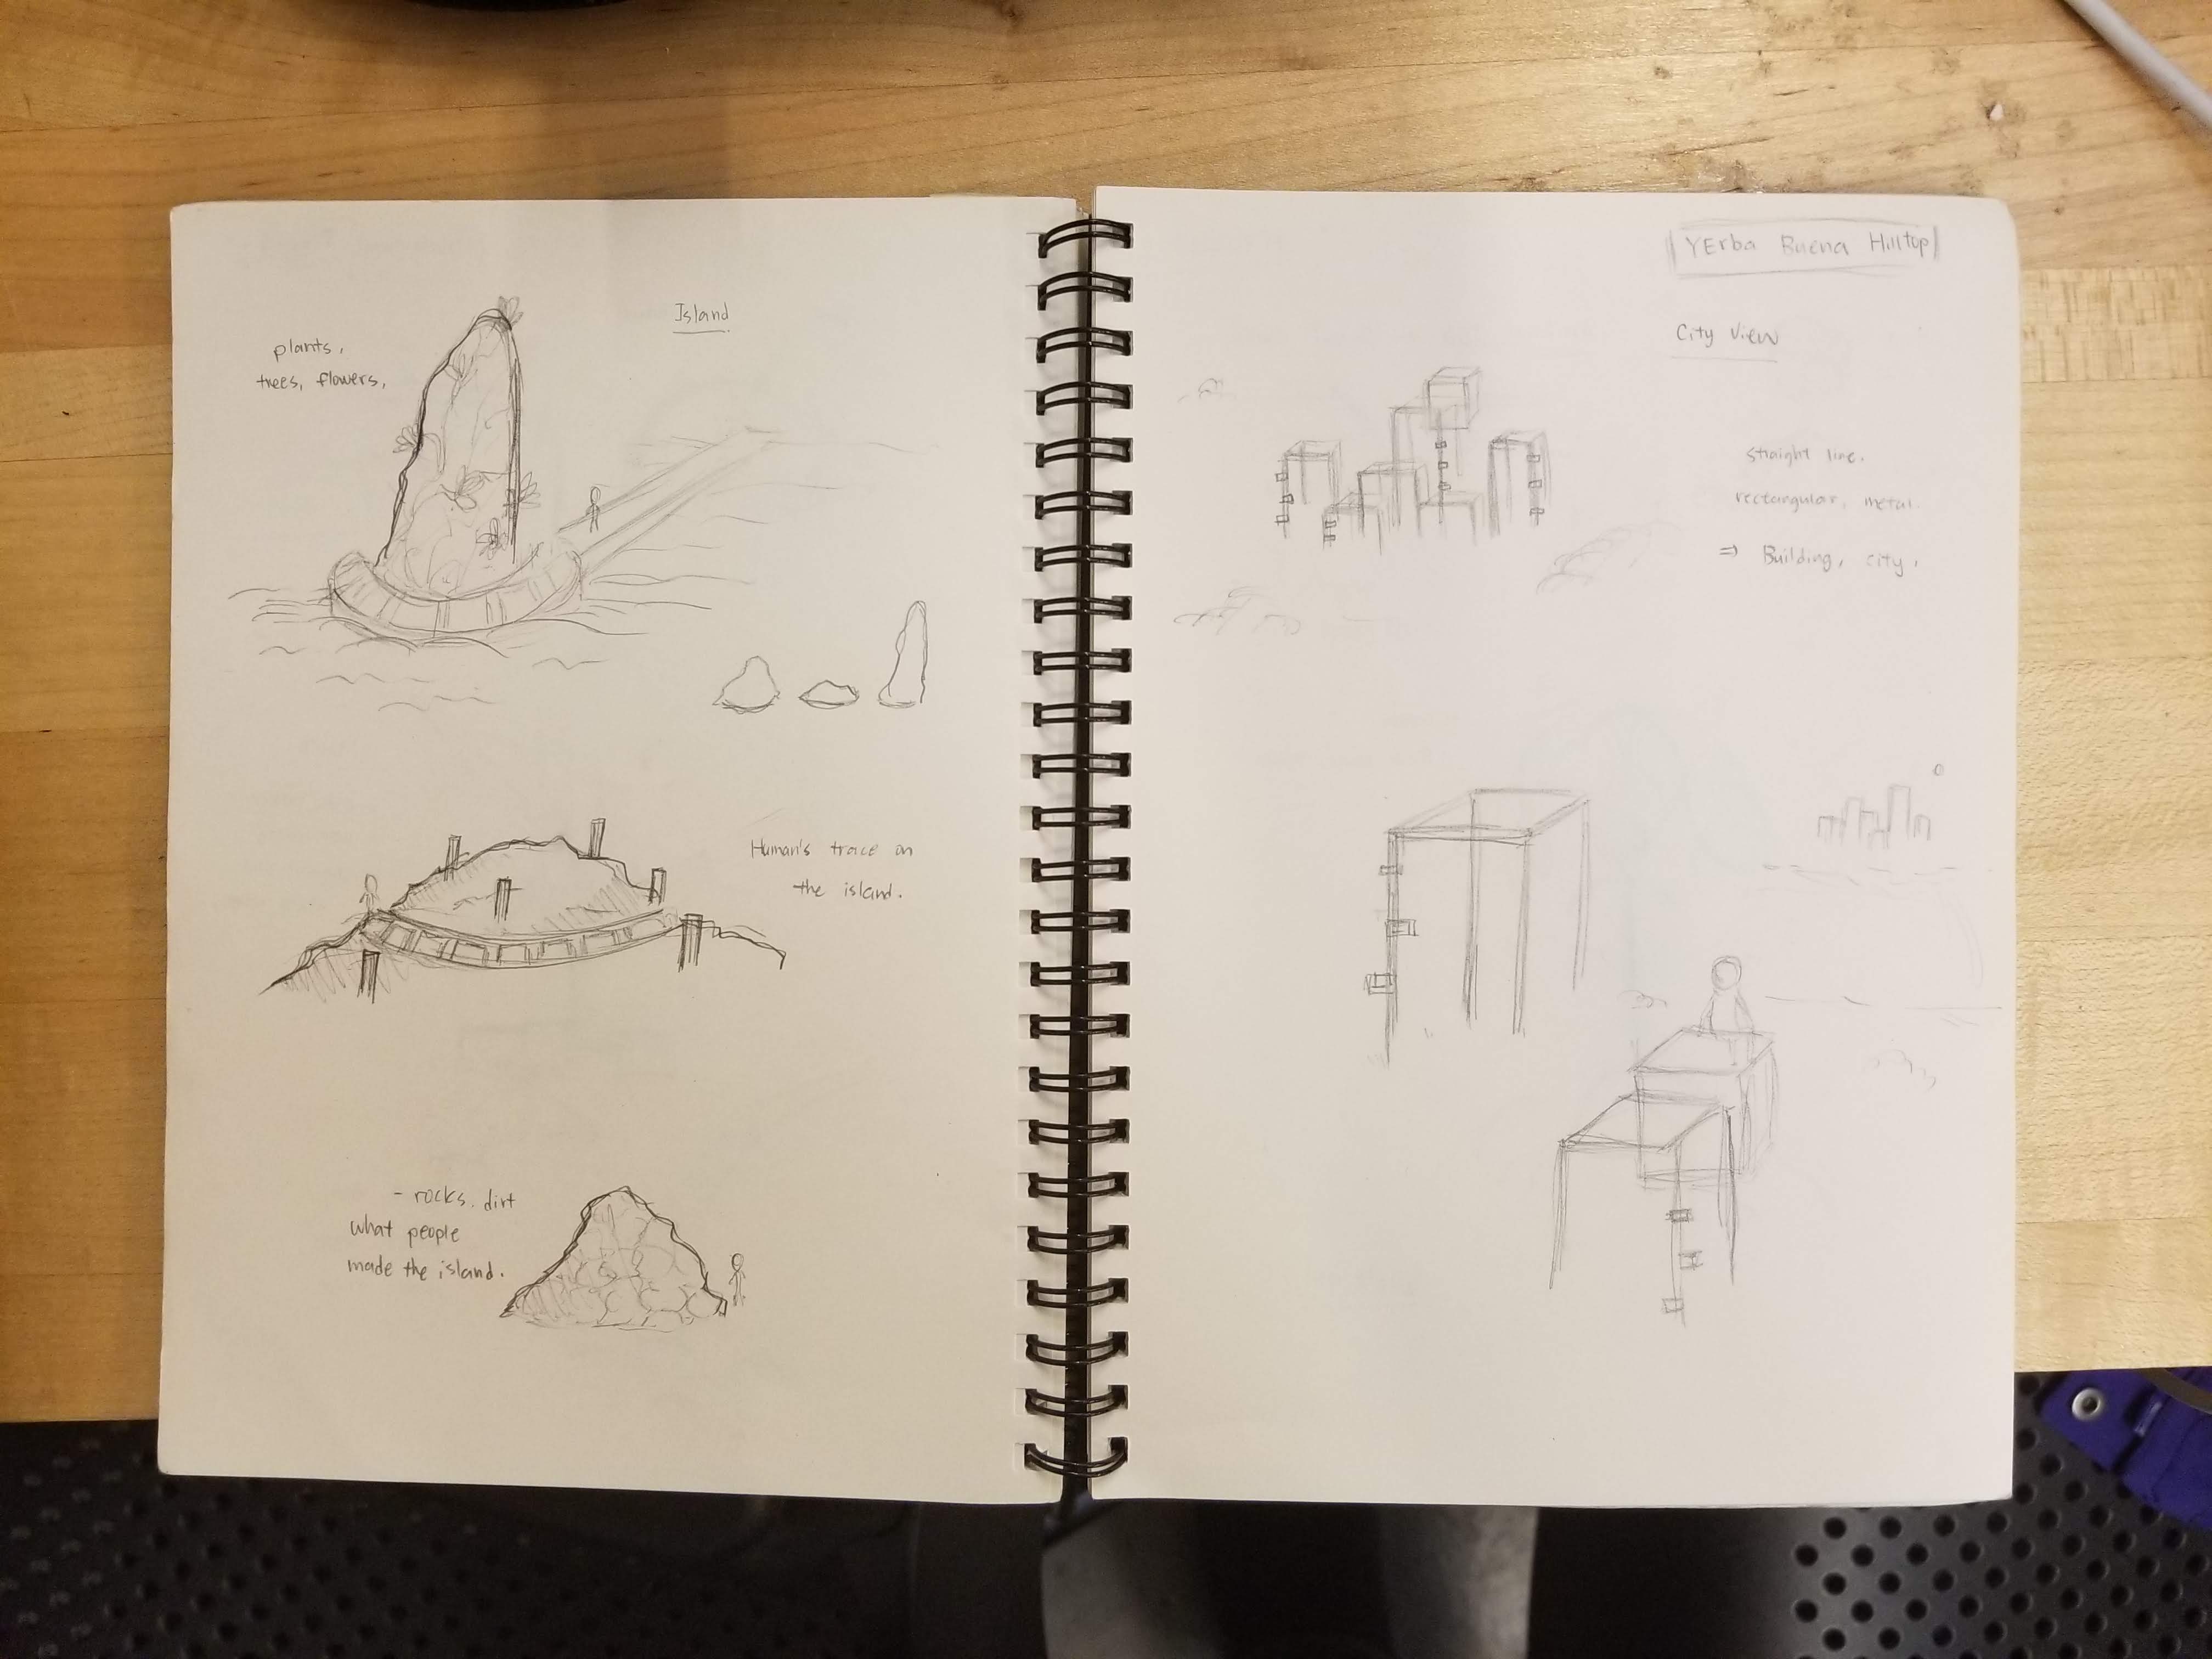 Island
plants,
trees, flowers,
Human's trace on
the island.
- rocks. dirt
what people
made the island.
YErba Buena Hilltop
City View
straight line.
rectangular, metal.
⇒ Building, city,